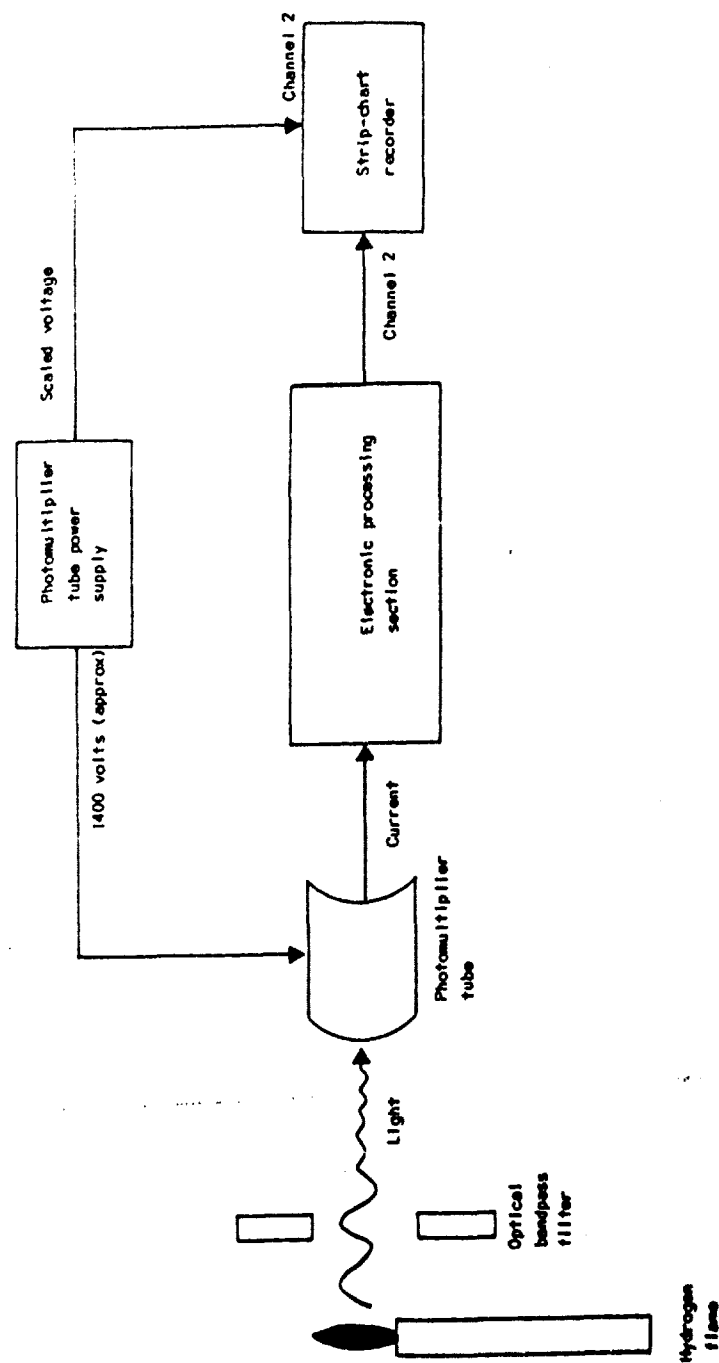 Photomultiplier
tube power
supply
1400 volts (approx)
Scaled voltage
Channel 2
Hydrogen
flame
Optical
bandpass
filter
Light
Photomultiplier
tube
Current
Electronic processing
section
Channel 2
Strip-chart
recorder